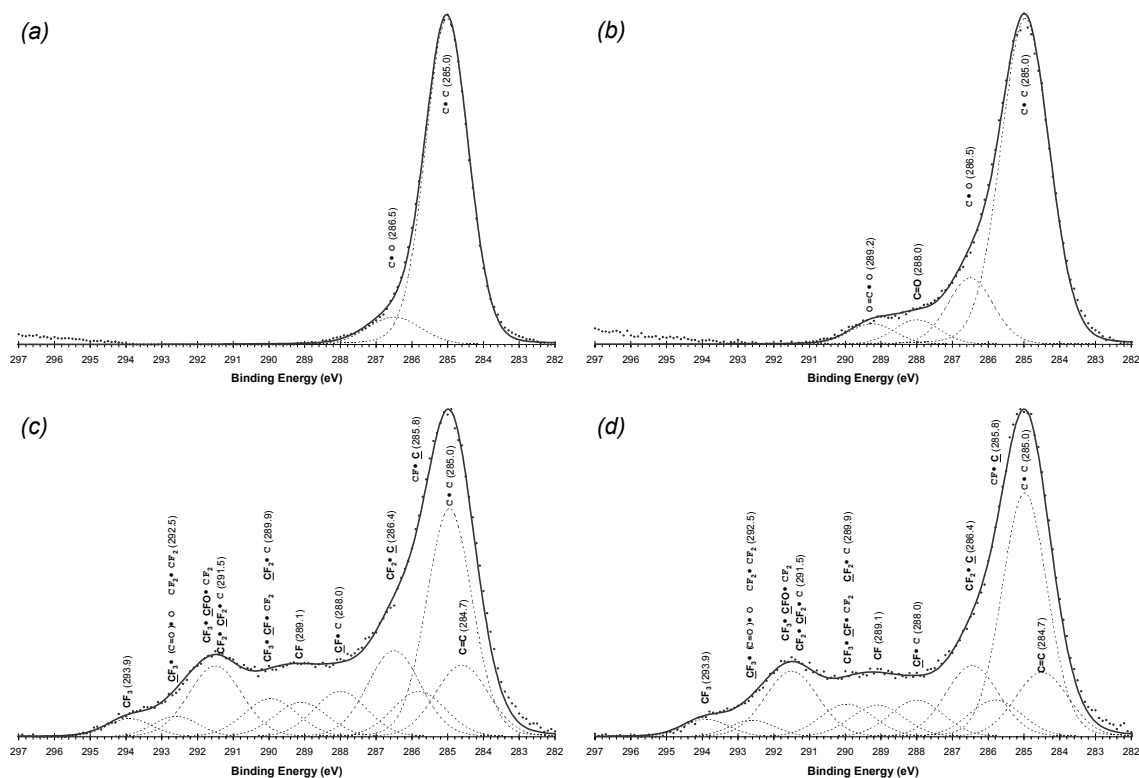 (a)
C• C (285.0)
C• O (286.5)
297 296 295 294 293 292 291 290 289 288 287 286 285 284 283 282
Binding Energy (eV)
(b)
C• C (285.0)
C• O (286.5)
C=O (288.0)
O=C• O (289.2)
297 296 295 294 293 292 291 290 289 288 287 286 285 284 283 282
Binding Energy (eV)
(c)
CF₃ (293.9)
CF₃• (C=O)• O CF₂• CF₂ (292.5)
CF₃• CFO• CF₂
CF₂• CF₂• C (291.5)
CF₃• CF• CF₂ CF₂• C (289.9)
CF (289.1)
CF• C (288.0)
CF₂• C (286.4)
CF• C (285.8)
C• C (285.0)
C=C (284.7)
297 296 295 294 293 292 291 290 289 288 287 286 285 284 283 282
Binding Energy (eV)
(d)
CF₃ (293.9)
CF₃• (C=O)• O CF₂• CF₂ (292.5)
CF₃• CFO• CF₂
CF₂• CF₂• C (291.5)
CF₃• CF• CF₂ CF₂• C (289.9)
CF (289.1)
CF• C (288.0)
CF₂• C (286.4)
CF• C (285.8)
C• C (285.0)
C=C (284.7)
297 296 295 294 293 292 291 290 289 288 287 286 285 284 283 282
Binding Energy (eV)